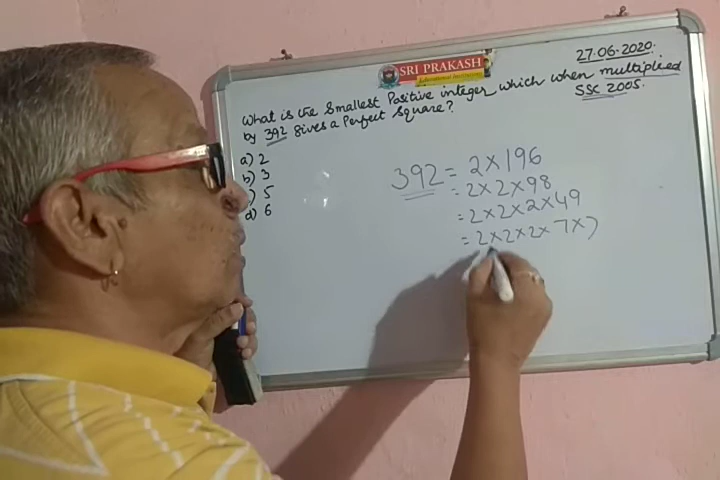 SRI PRAKASH
Educational Institutions
27.06.2020.
What is the Smallest Positive integer which when multiplied
by 392 gives a Perfect Square?
SSC 2005.
a) 2
b) 3
) 5
d) 6
392 = 2×196
= 2×2×98
= 2×2×2×49
= 2×2×2×7×7